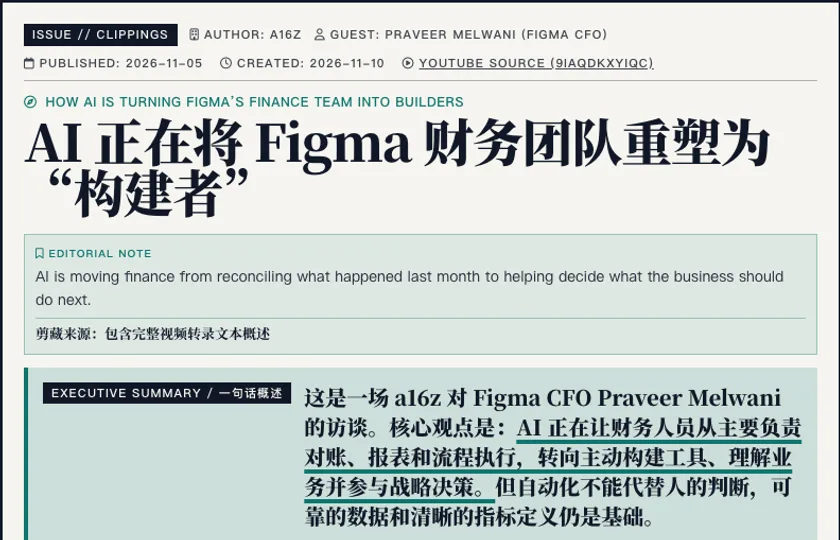 ISSUE // CLIPPINGS AUTHOR: A16Z GUEST: PRAVEER MELWANI (FIGMA CFO)
PUBLISHED: 2026-11-05 CREATED: 2026-11-10 YOUTUBE SOURCE (9IAQDKXYIQC)
HOW AI IS TURNING FIGMA'S FINANCE TEAM INTO BUILDERS
AI 正在将 Figma 财务团队重塑为
“构建者”
EDITORIAL NOTE
AI is moving finance from reconciling what happened last month to helping decide what the business should
do next.
剪藏来源：包含完整视频转录文本概述
EXECUTIVE SUMMARY / 一句话概述
这是一场 a16z 对 Figma CFO Praveer Melwani
的访谈。核心观点是：AI 正在让财务人员从主要负责
对账、报表和流程执行，转向主动构建工具、理解业
务并参与战略决策。但自动化不能代替人的判断，可
靠的数据和清晰的指标定义仍是基础。